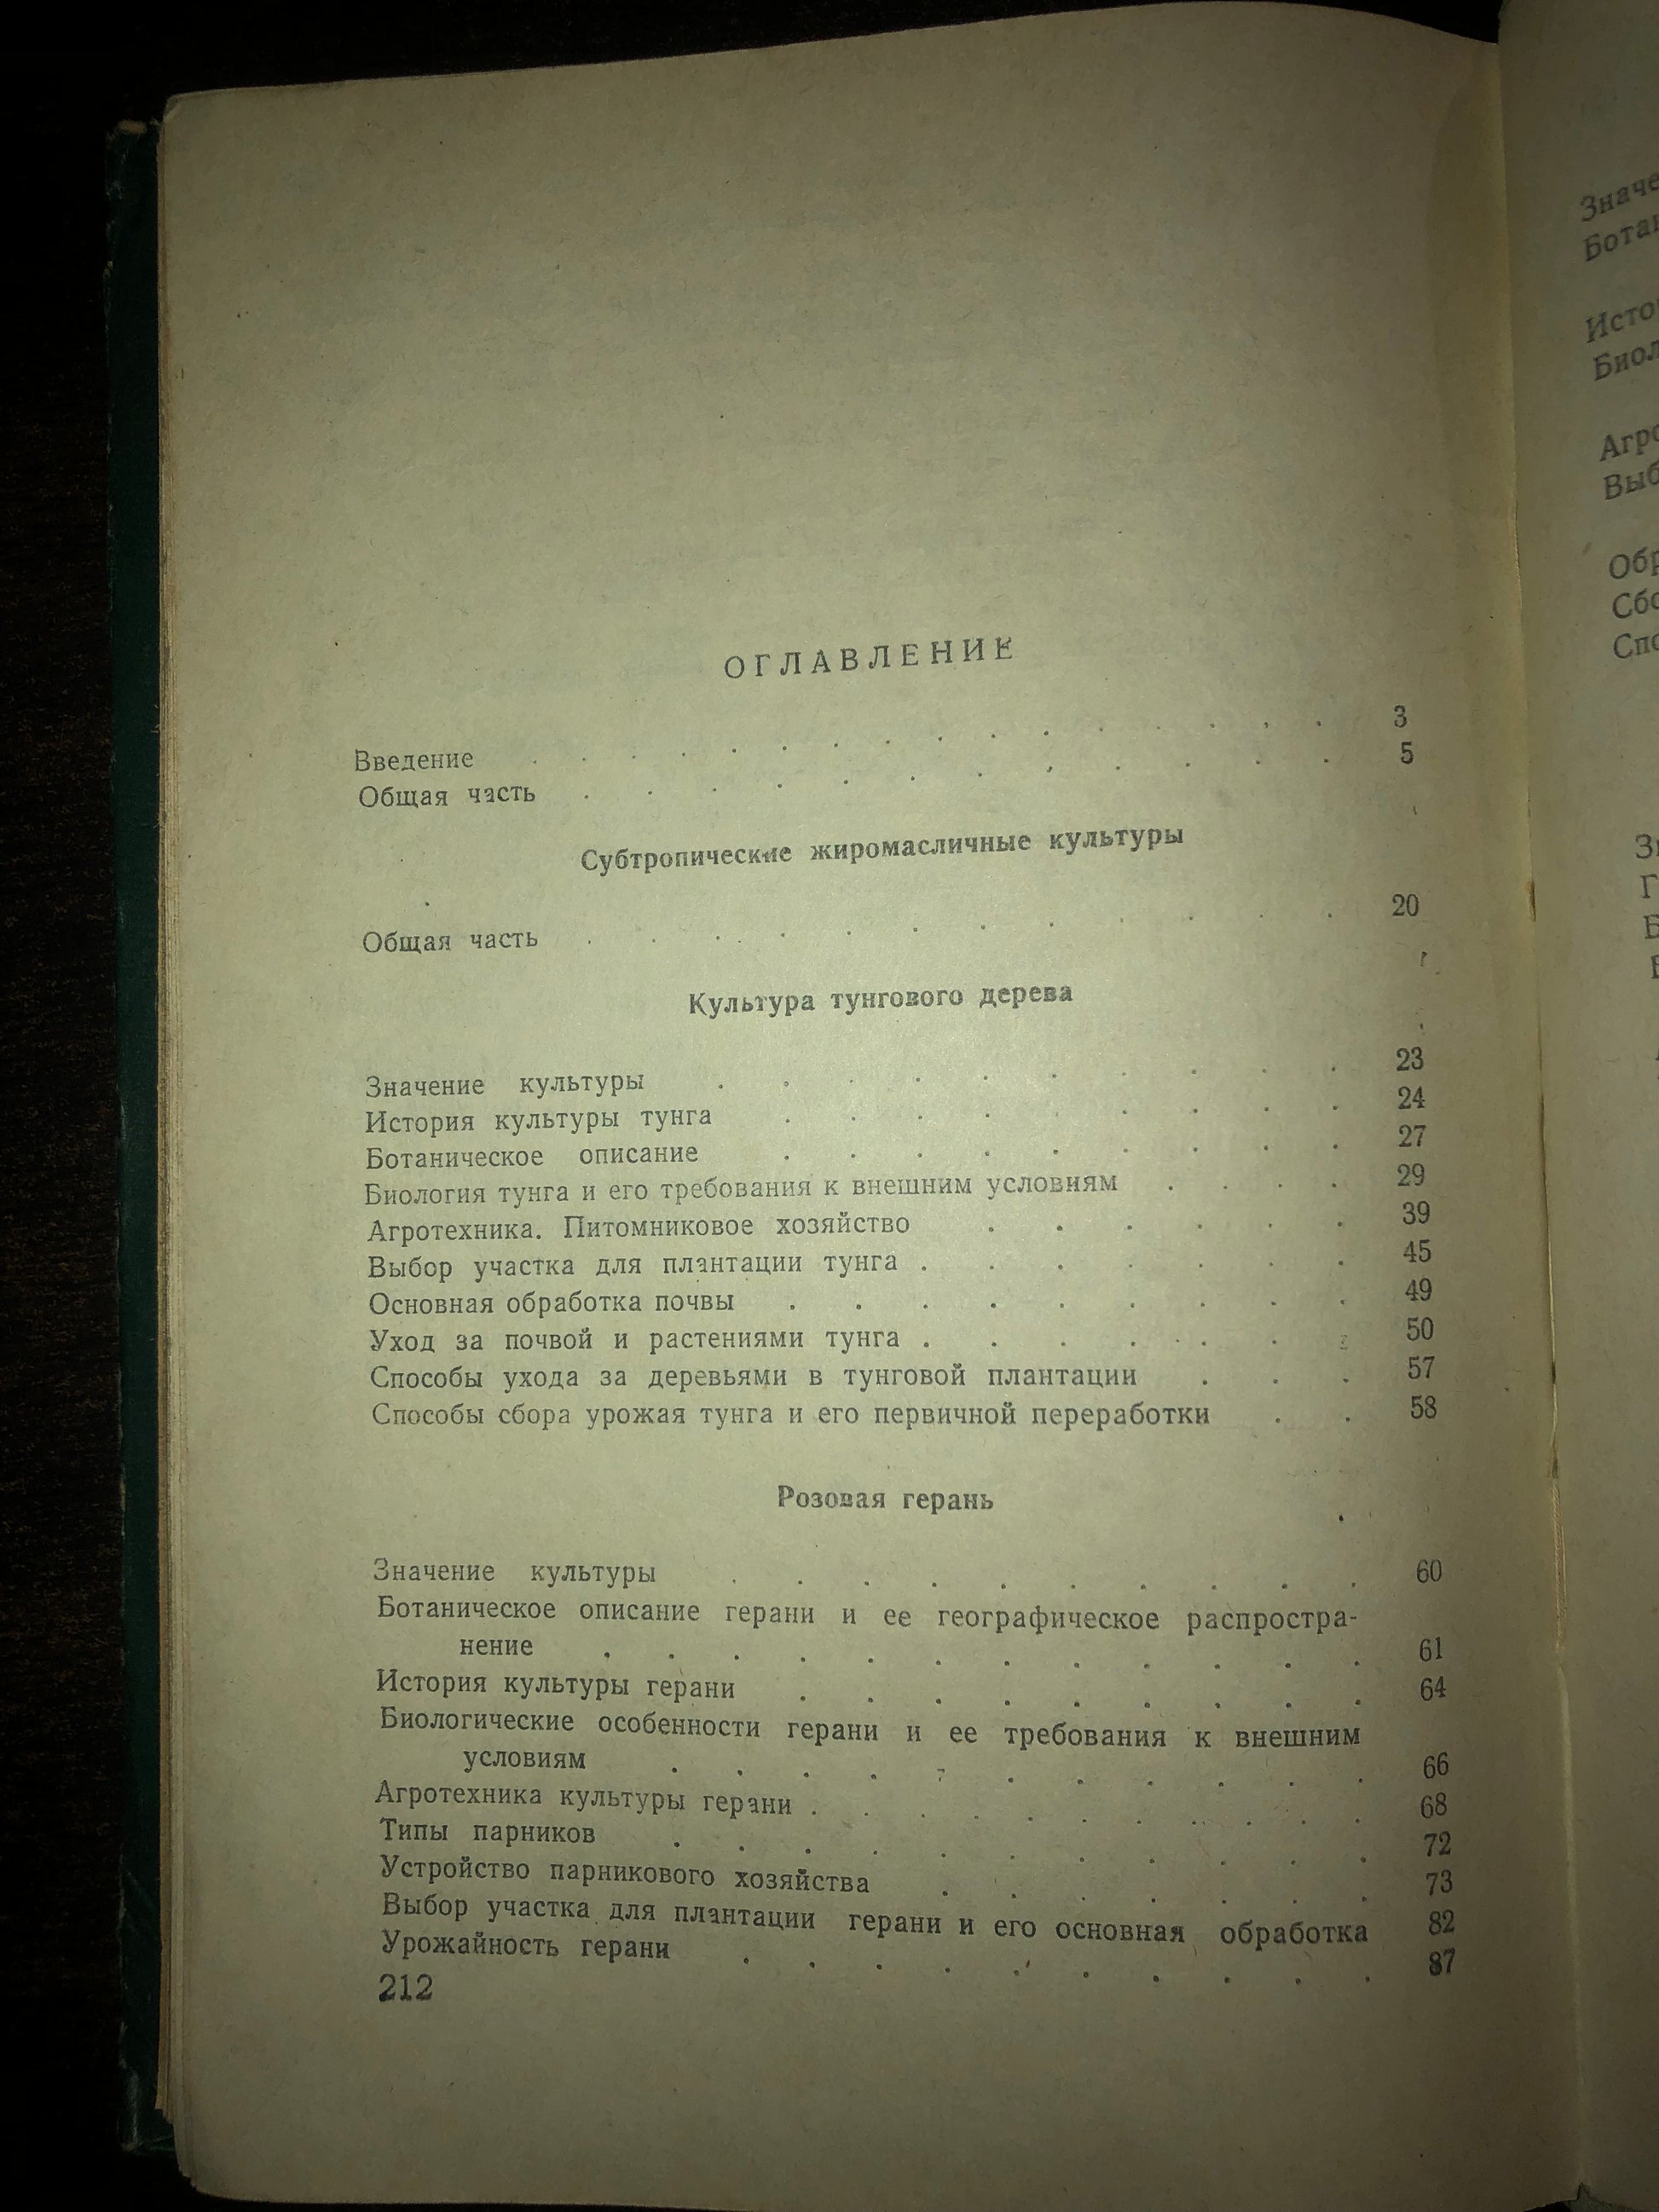 ОГЛАВЛЕНИЕ
Введение . . . . . . . . . . . . . . . . 3
Общая часть . . . . . . . . . . . . 5
Субтропические жиромасличные культуры
Общая часть . . . . . . . . . . . . 20
Культура тунгового дерева
Значение культуры . . . . . . . . . . 23
История культуры тунга . . . . . . . . . 24
Ботаническое описание . . . . . . . . . 27
Биология тунга и его требования к внешним условиям . . . . 29
Агротехника. Питомниковое хозяйство . . . . . . 39
Выбор участка для плантации тунга . . . . . . . 45
Основная обработка почвы . . . . . . . . . 49
Уход за почвой и растениями тунга . . . . . . . 50
Способы ухода за деревьями в тунговой плантации . . . 57
Способы сбора урожая тунга и его первичной переработки . . 58
Розовая герань
Значение культуры . . . . . . . . . . 60
Ботаническое описание герани и ее географическое распростра-
нение . . . . . . . . . . . . 61
История культуры герани . . . . . . . . . 64
Биологические особенности герани и ее требования к внешним
условиям . . . . . . . . . . . 66
Агротехника культуры герани . . . . . . . . . 68
Типы парников . . . . . . . . . . . 72
Устройство парникового хозяйства . . . . . . . 73
Выбор участка для плантации герани и его основная обработка 82
Урожайность герани . . . . . . . . . . 87
212